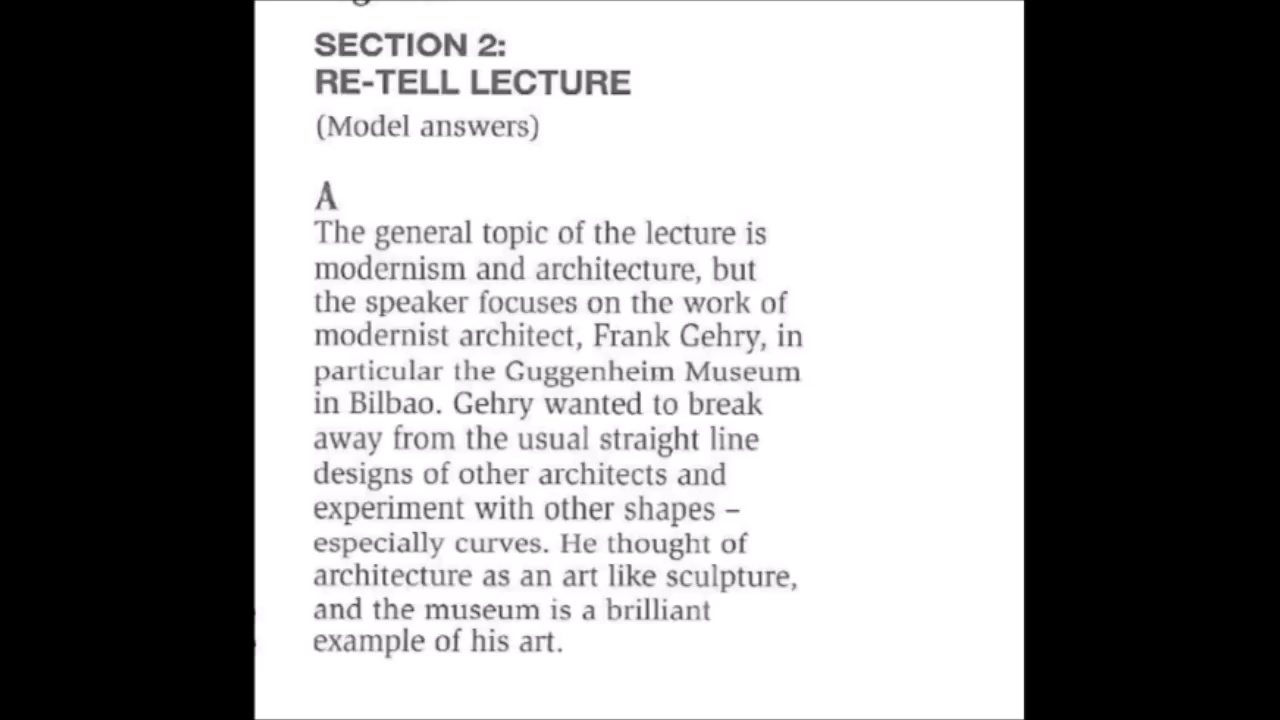 SECTION 2:
RE-TELL LECTURE
(Model answers)
A
The general topic of the lecture is
modernism and architecture, but
the speaker focuses on the work of
modernist architect, Frank Gehry, in
particular the Guggenheim Museum
in Bilbao. Gehry wanted to break
away from the usual straight line
designs of other architects and
experiment with other shapes –
especially curves. He thought of
architecture as an art like sculpture,
and the museum is a brilliant
example of his art.